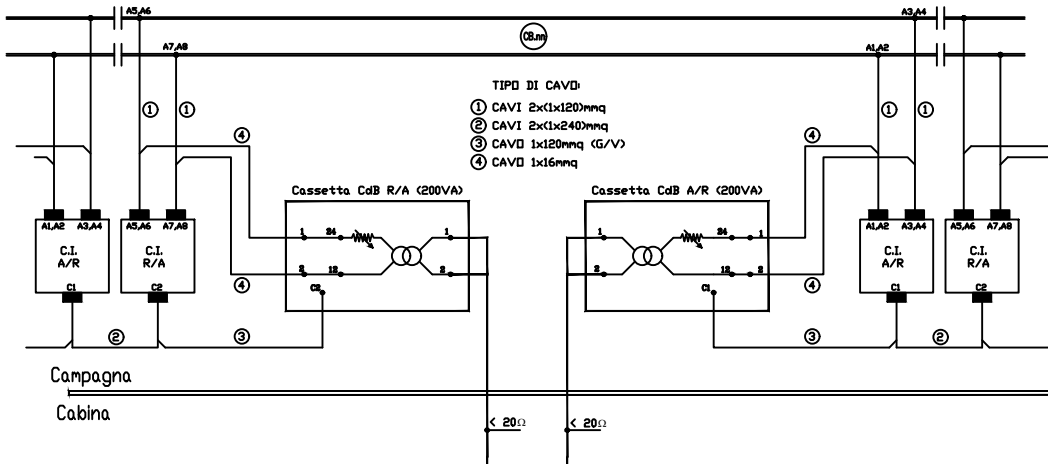 A5,A6
A3,A4
CB.nn
A7,A8
A1,A2
TIPO DI CAVO:
1 CAVI 2x(1x120)mmq
2 CAVI 2x(1x240)mmq
3 CAVO 1x120mmq (G/V)
4 CAVO 1x16mmq
1
1
1
1
4
4
Cassetta CdB R/A (200VA)
Cassetta CdB A/R (200VA)
A1,A2
A3,A4
A5,A6
A7,A8
A1,A2
A3,A4
A5,A6
A7,A8
C.I.
A/R
C.I.
R/A
C.I.
A/R
C.I.
R/A
1
24
1
1
24
1
2
12
2
2
12
2
C1
C2
4
C2
C1
4
C1
C2
2
3
3
2
Campagna
Cabina
< 20Ω
< 20Ω